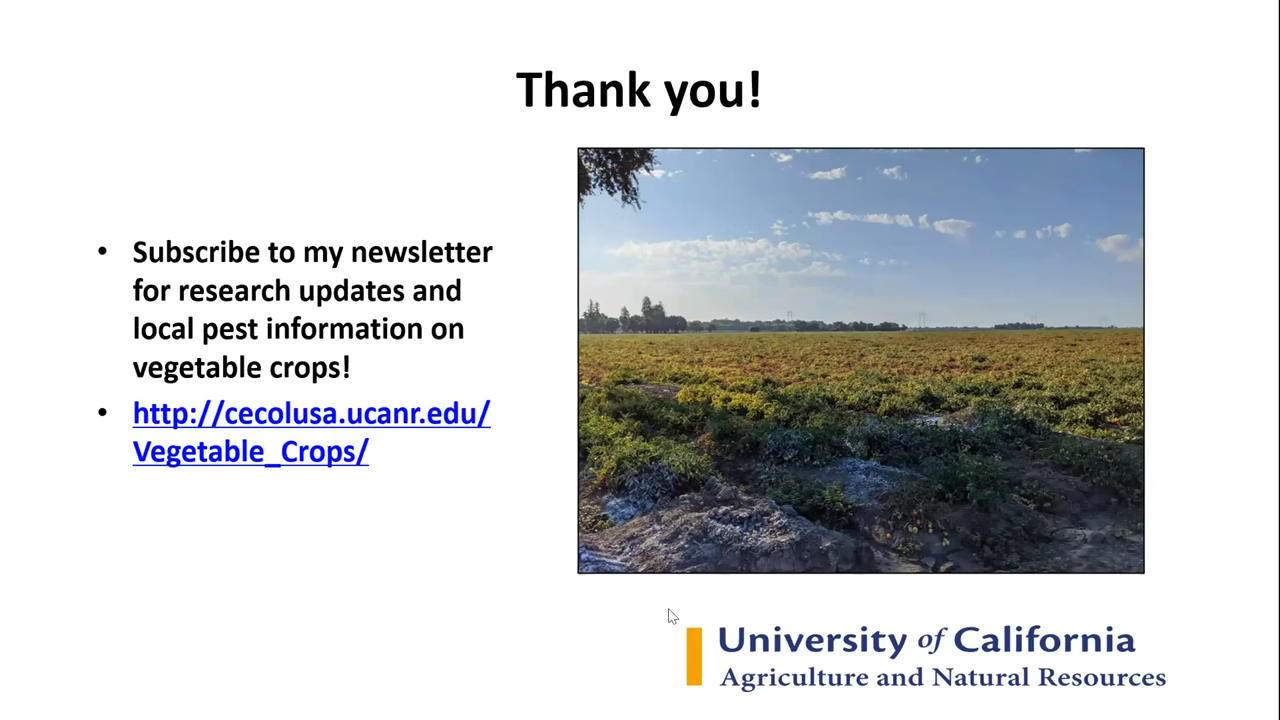 Thank you!
• Subscribe to my newsletter
for research updates and
local pest information on
vegetable crops!
• http://cecolusa.ucanr.edu/
Vegetable_Crops/
University of California
Agriculture and Natural Resources